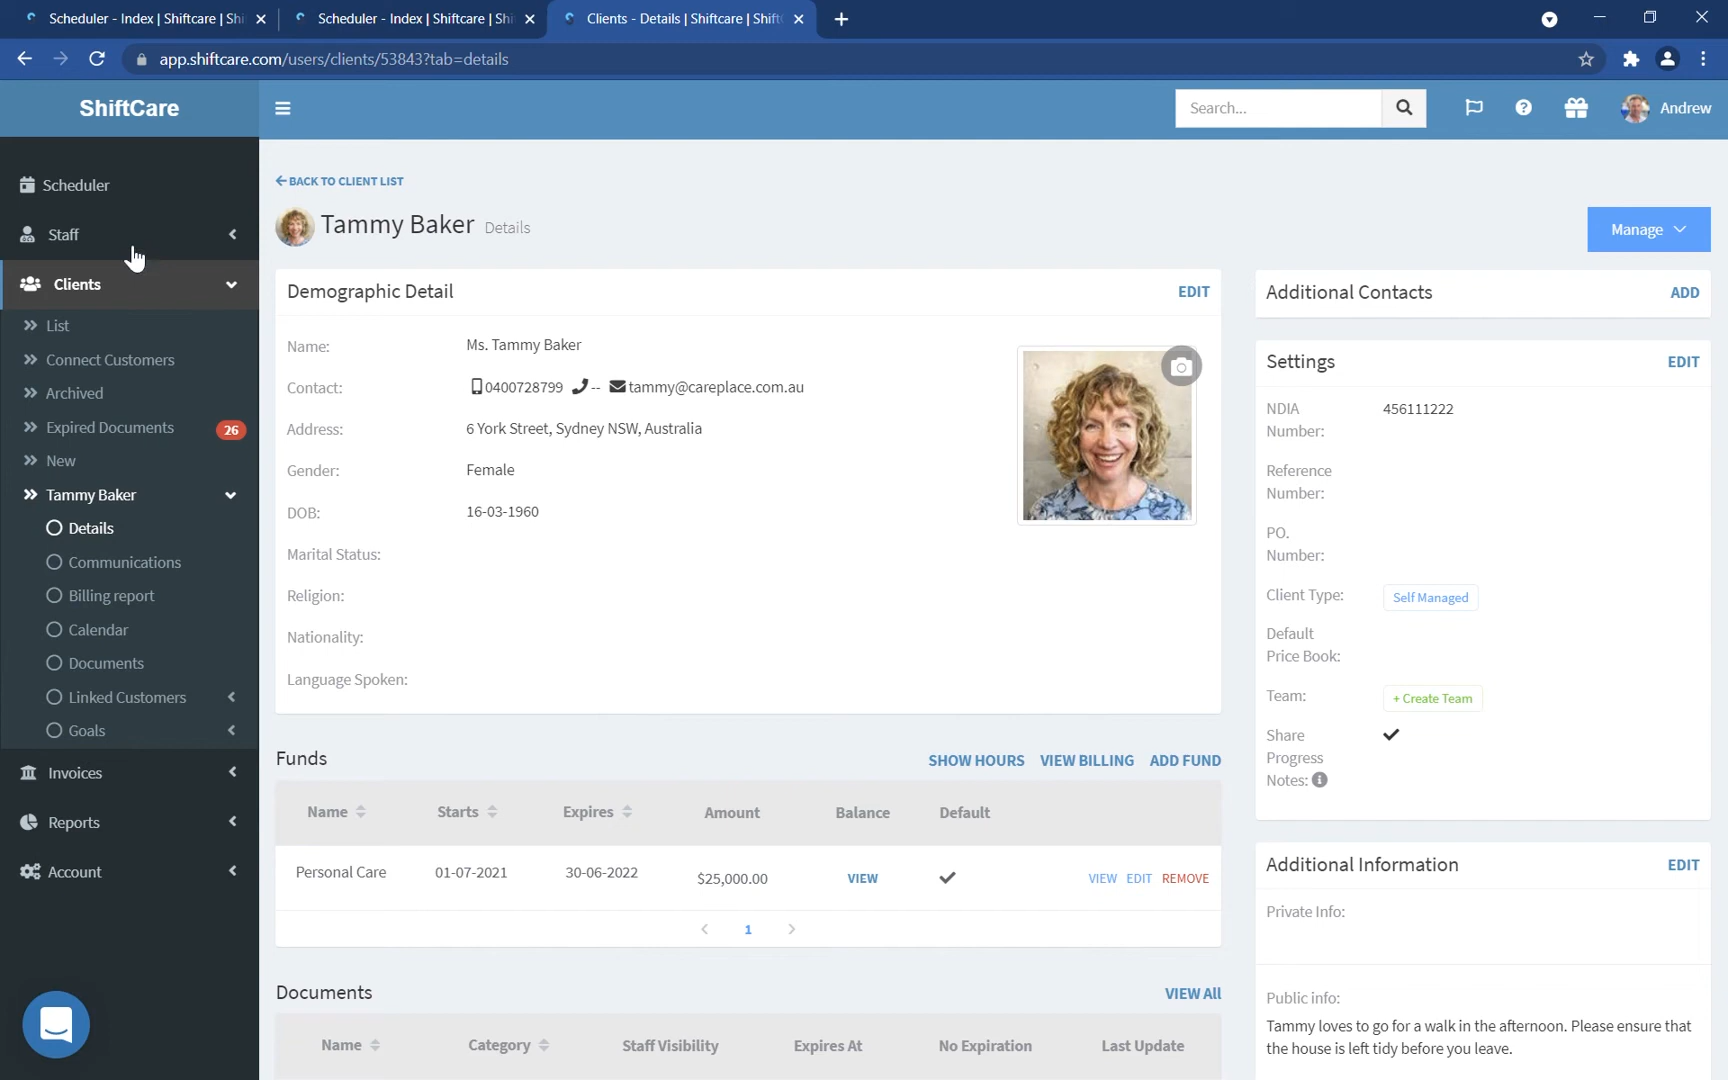 Scheduler - Index | Shiftcare | Shi
Scheduler - Index | Shiftcare | Shi
Clients - Details | Shiftcare | Shift
app.shiftcare.com/users/clients/53843?tab=details
ShiftCare
Search...
Andrew
Scheduler
Staff
Clients
List
Connect Customers
Archived
Expired Documents 26
New
Tammy Baker
Details
Communications
Billing report
Calendar
Documents
Linked Customers
Goals
Invoices
Reports
Account
BACK TO CLIENT LIST
Tammy Baker Details
Manage
Demographic Detail EDIT
Name: Ms. Tammy Baker
Contact: 0400728799 -- tammy@careplace.com.au
Address: 6 York Street, Sydney NSW, Australia
Gender: Female
DOB: 16-03-1960
Marital Status:
Religion:
Nationality:
Language Spoken:
Funds SHOW HOURS VIEW BILLING ADD FUND
Name Starts Expires Amount Balance Default
Personal Care 01-07-2021 30-06-2022 $25,000.00 VIEW VIEW EDIT REMOVE
1
Documents VIEW All
Name Category Staff Visibility Expires At No Expiration Last Update
Additional Contacts ADD
Settings EDIT
NDIA 456111222
Number:
Reference
Number:
PO.
Number:
Client Type: Self Managed
Default
Price Book:
Team: + Create Team
Share
Progress
Notes:
Additional Information EDIT
Private Info:
Public info:
Tammy loves to go for a walk in the afternoon. Please ensure that
the house is left tidy before you leave.